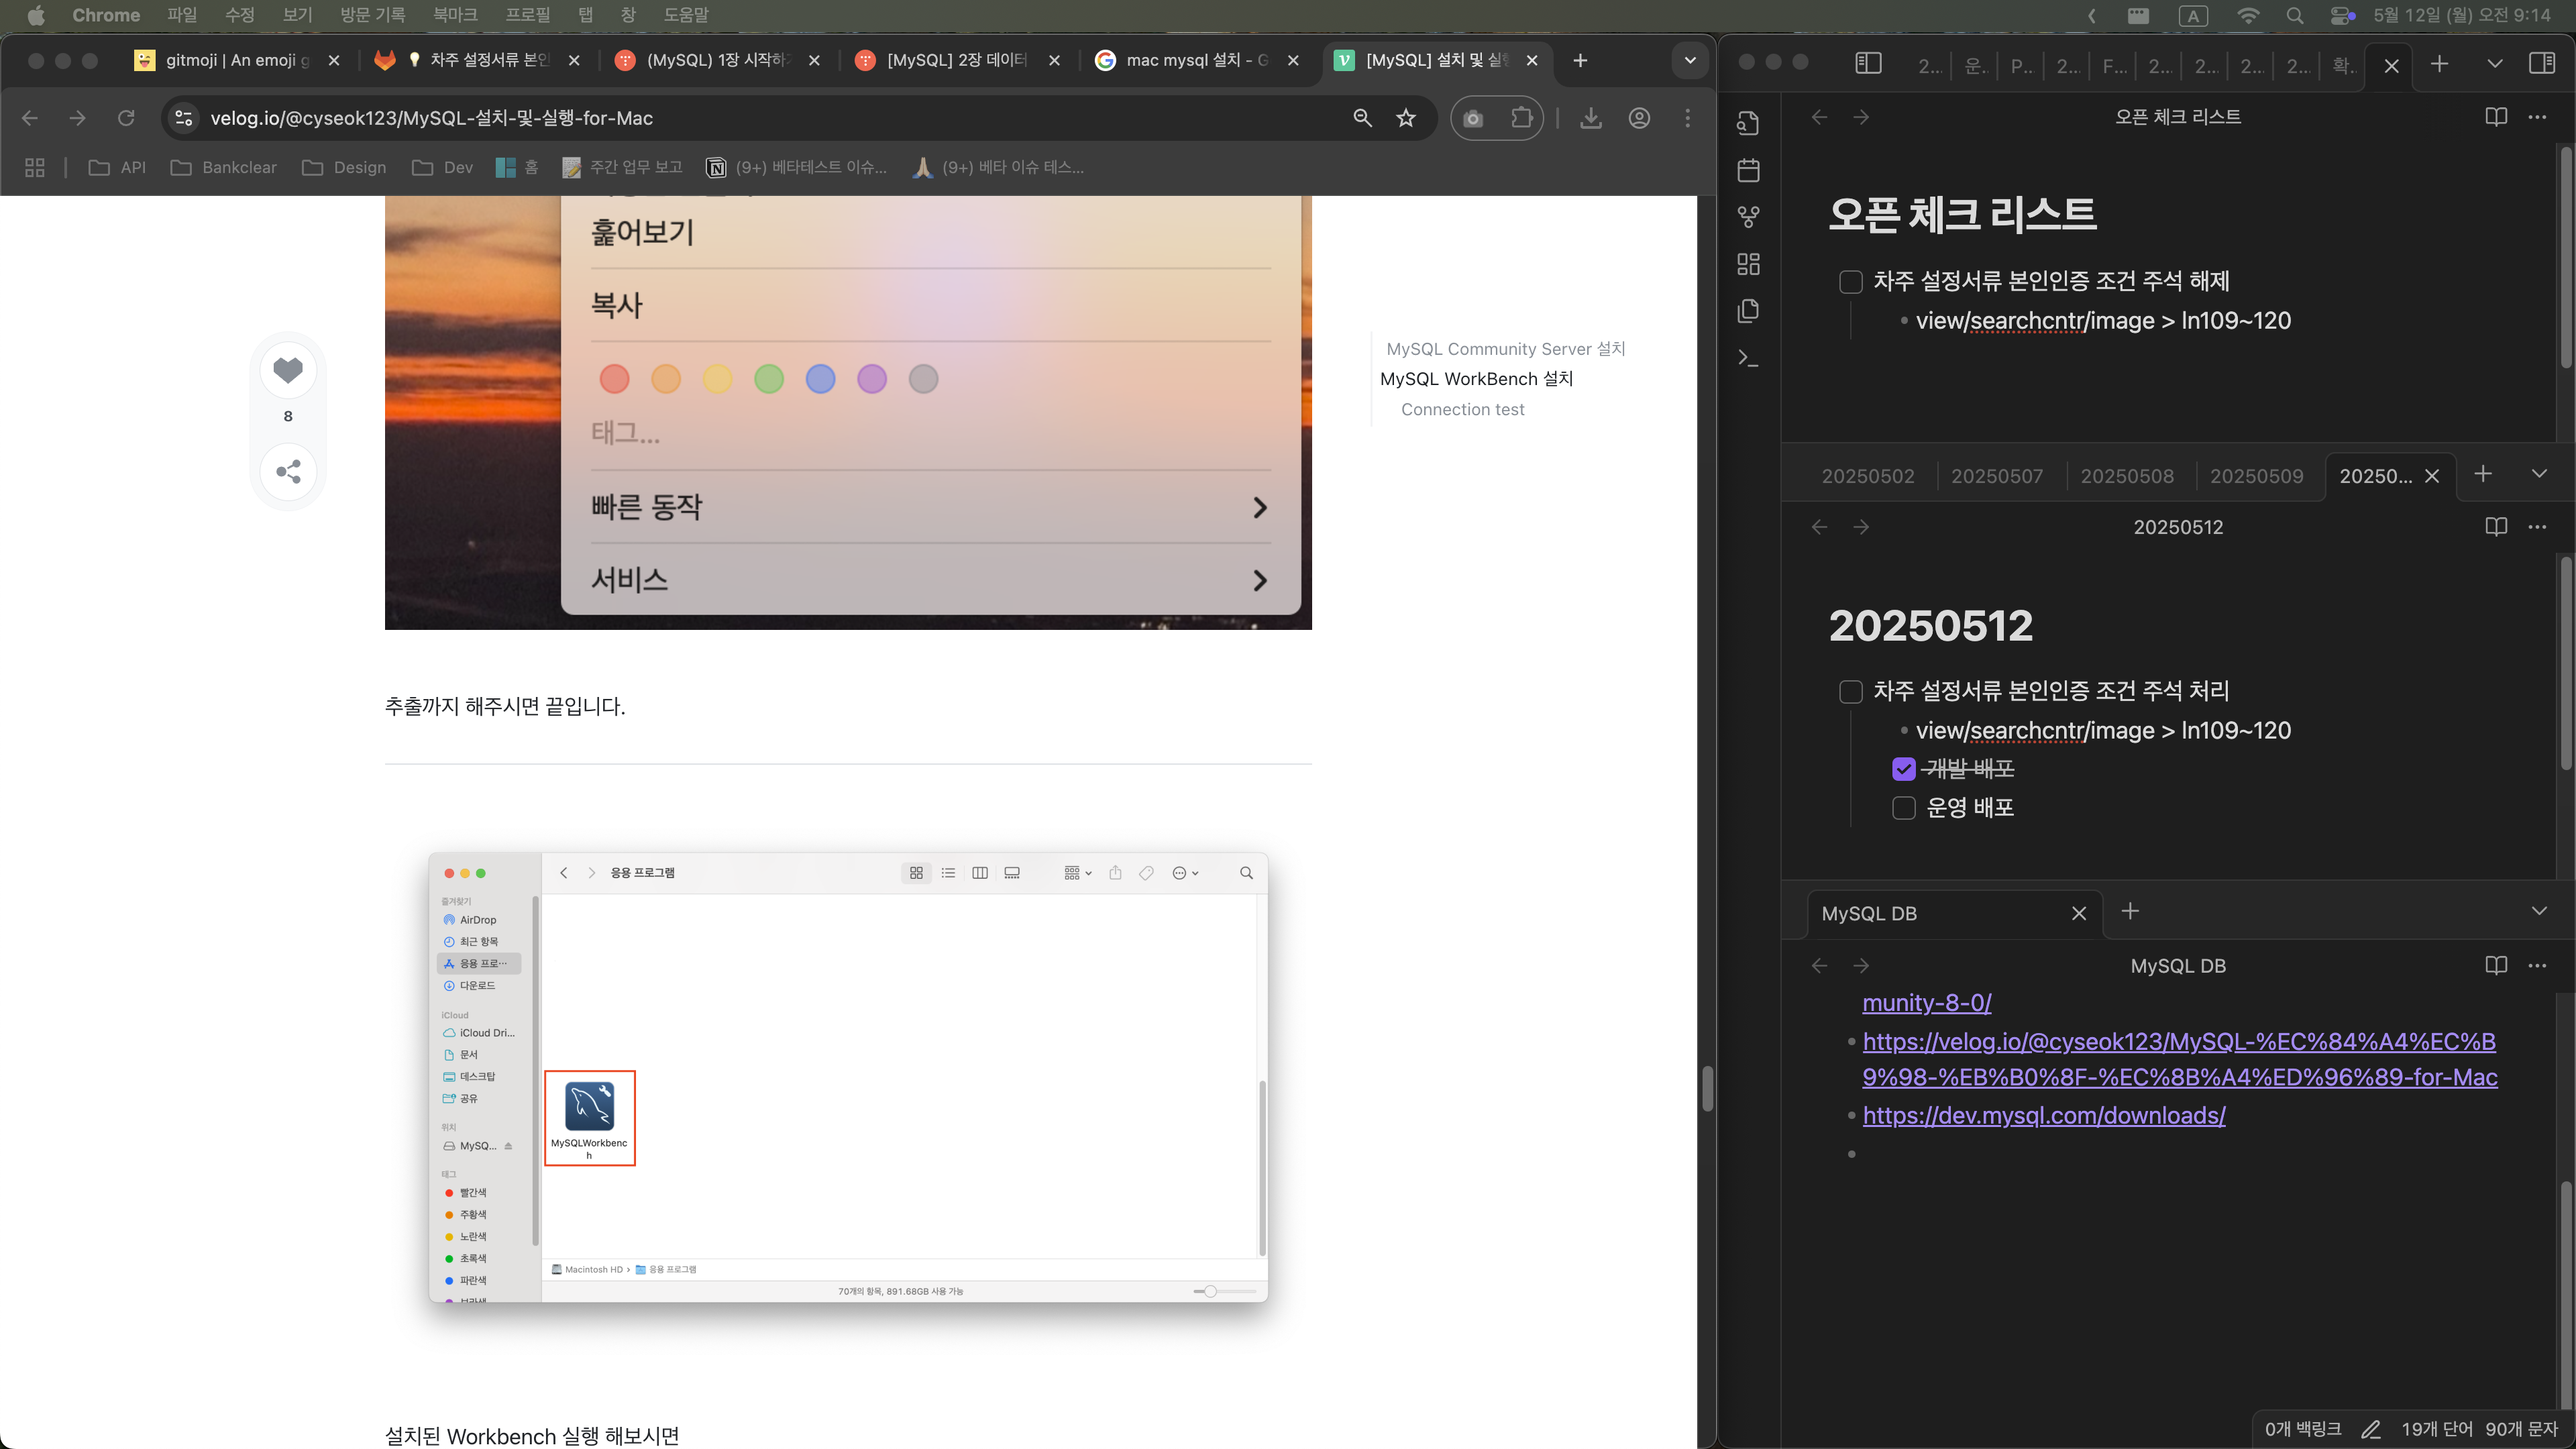 Chrome 파일 수정 보기 방문 기록 북마크 프로필 탭 창 도움말
A 5월 12일 (월) 오전 9:14
gitmoji | An emoji g
차주 설정서류 본인
(MySQL) 1장 시작하
[MySQL] 2장 데이터
mac mysql 설치 - G
[MySQL] 설치 및 실
velog.io/@cyseok123/MySQL-설치-및-실행-for-Mac
API Bankclear Design Dev 홈 주간 업무 보고 (9+) 베타테스트 이슈... (9+) 베타 이슈 테스...
훑어보기
복사
태그...
빠른 동작
서비스
8
MySQL Community Server 설치
MySQL WorkBench 설치
Connection test
추출까지 해주시면 끝입니다.
응용 프로그램
즐겨찾기
AirDrop
최근 항목
응용 프로…
다운로드
iCloud
iCloud Dri...
문서
데스크탑
공유
위치
MySQ...
태그
빨간색
주황색
노란색
초록색
파란색
보라색
MySQLWorkbenc
h
Macintosh HD › 응용 프로그램
70개의 항목, 891.68GB 사용 가능
설치된 Workbench 실행 해보시면
2... 운. P... 2... F... 2... 2... 2... 2... 확.
오픈 체크 리스트
오픈 체크 리스트
차주 설정서류 본인인증 조건 주석 해제
view/searchcntr/image > ln109~120
20250502 20250507 20250508 20250509 20250...
20250512
20250512
차주 설정서류 본인인증 조건 주석 처리
view/searchcntr/image > ln109~120
개발 배포
운영 배포
MySQL DB
MySQL DB
munity-8-0/
https://velog.io/@cyseok123/MySQL-%EC%84%A4%EC%B
9%98-%EB%B0%8F-%EC%8B%A4%ED%96%89-for-Mac
https://dev.mysql.com/downloads/
0개 백링크 19개 단어 90개 문자